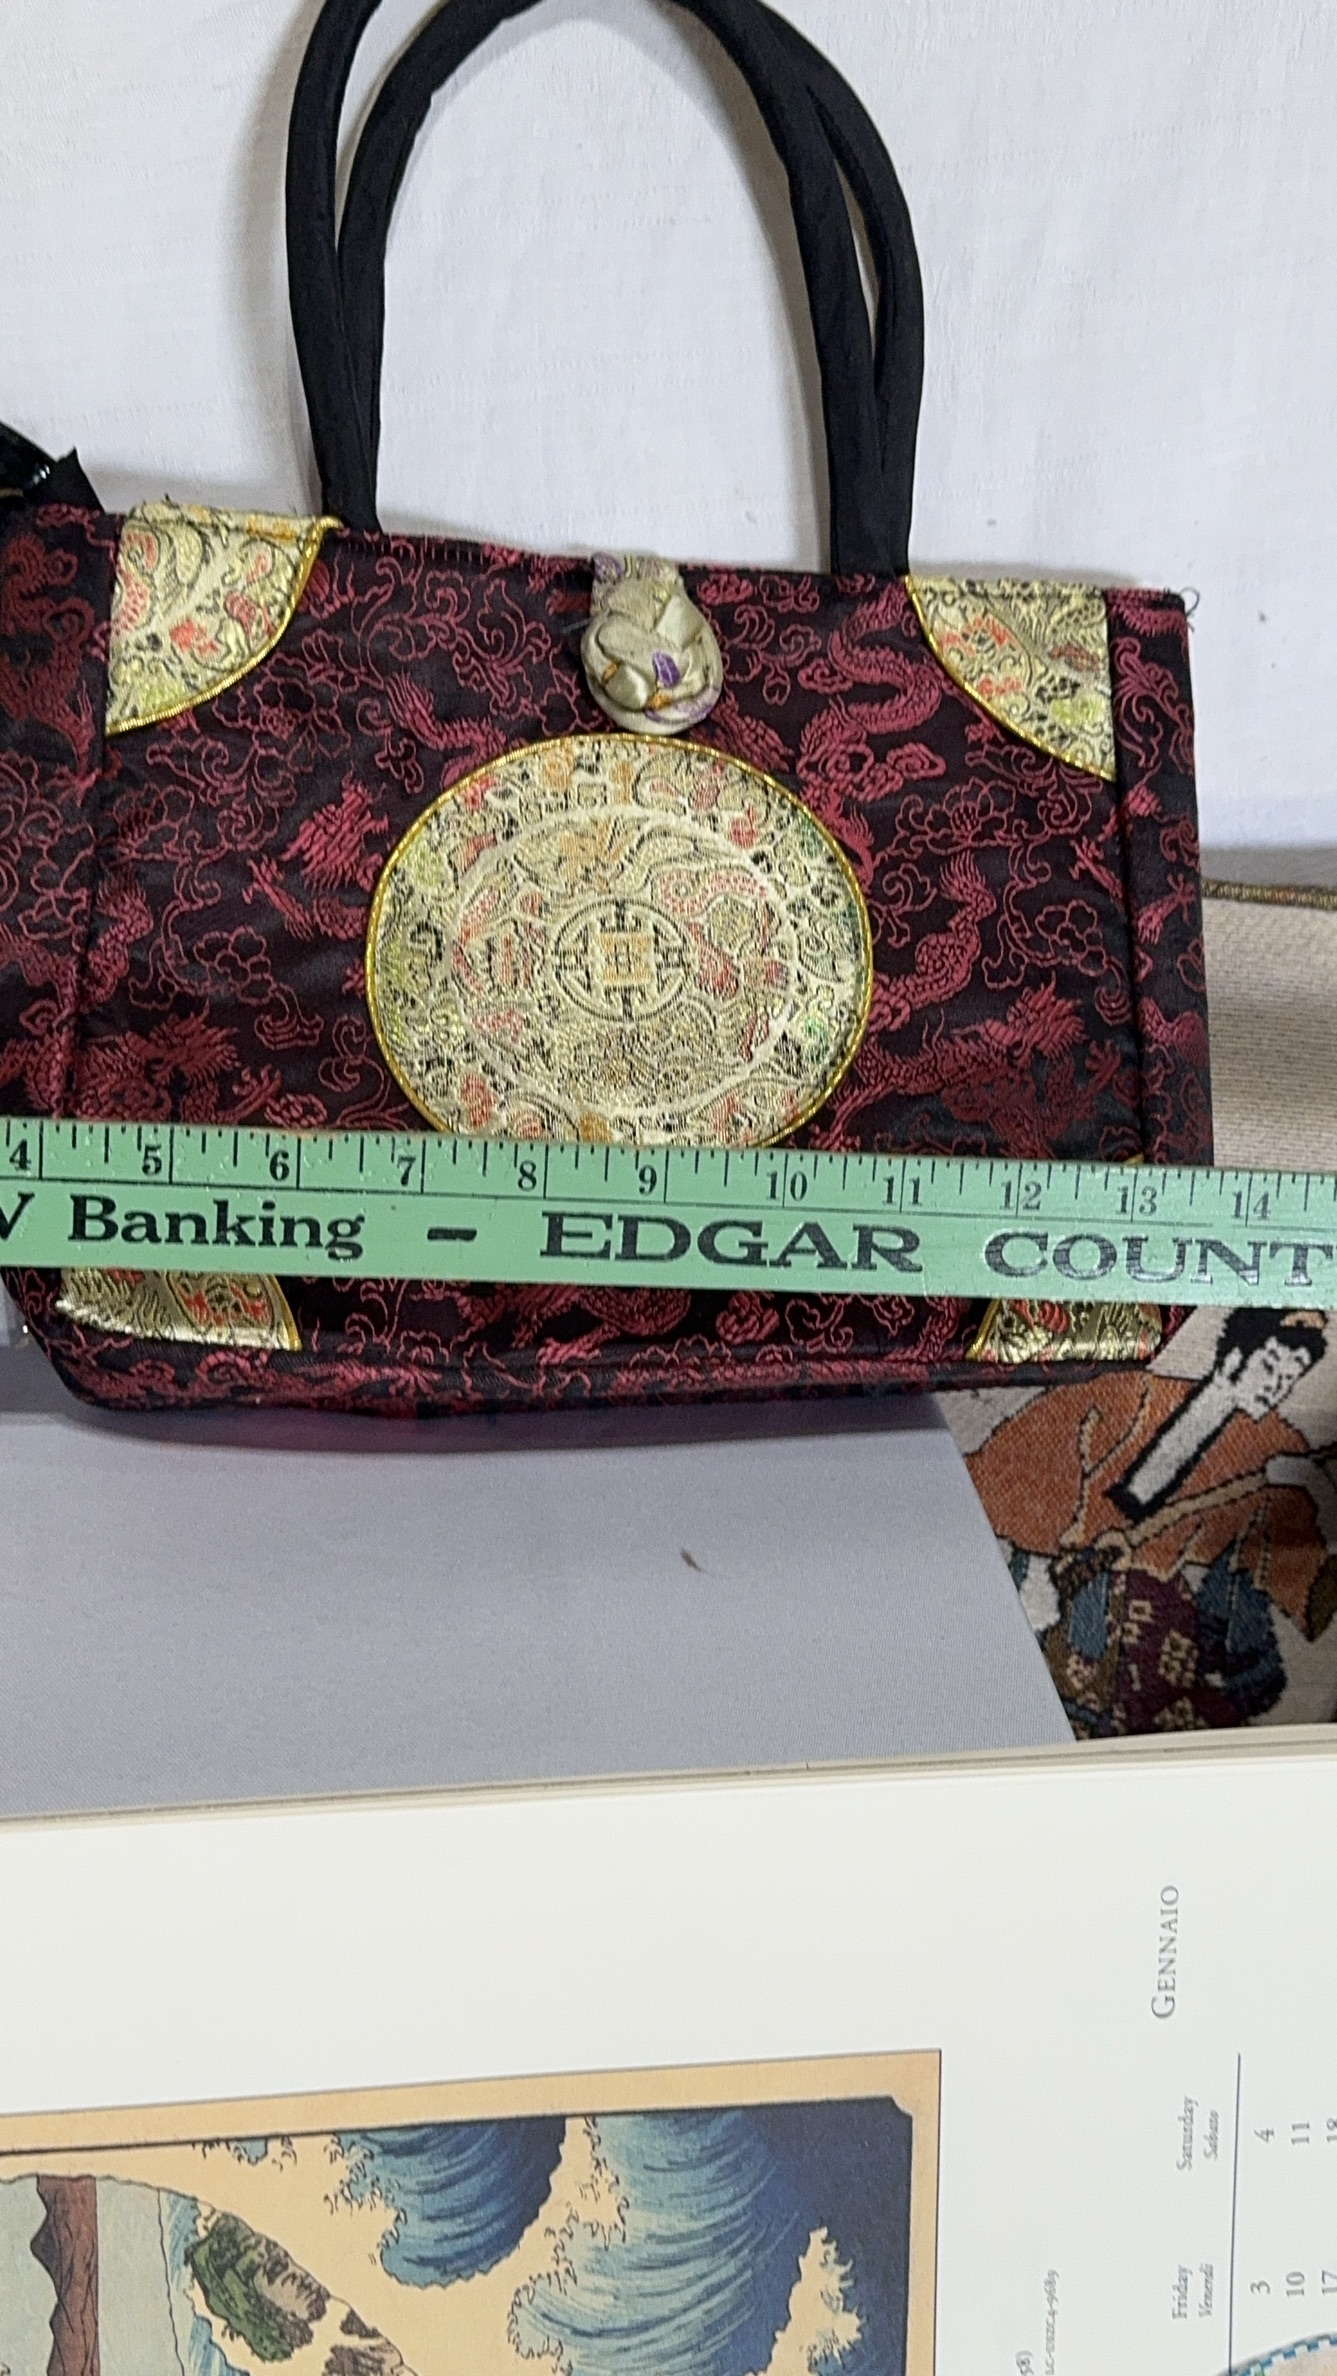 4 5 6 7 8 9 10 11 12 13 14
Banking - EDGAR COUNT
GENNAIO
Friday Saturday
Venerdì Sabato
3 4
10 11
17 18